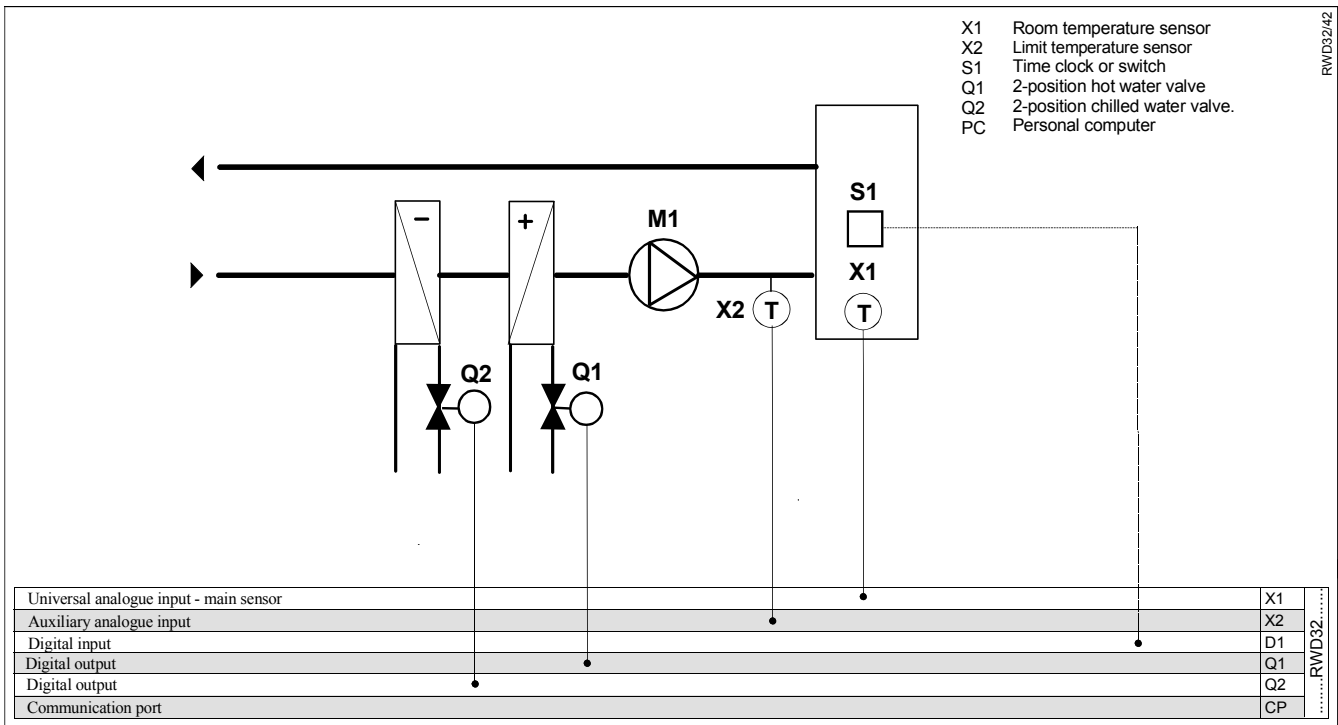 X1 Room temperature sensor
X2 Limit temperature sensor
S1 Time clock or switch
Q1 2-position hot water valve
Q2 2-position chilled water valve.
PC Personal computer
RWD32/42
S1
M1
X1
- +
X2 T T
Q2 Q1
Universal analogue input - main sensor X1
Auxiliary analogue input X2
Digital input D1
Digital output Q1
Digital output Q2
Communication port CP
........RWD32........